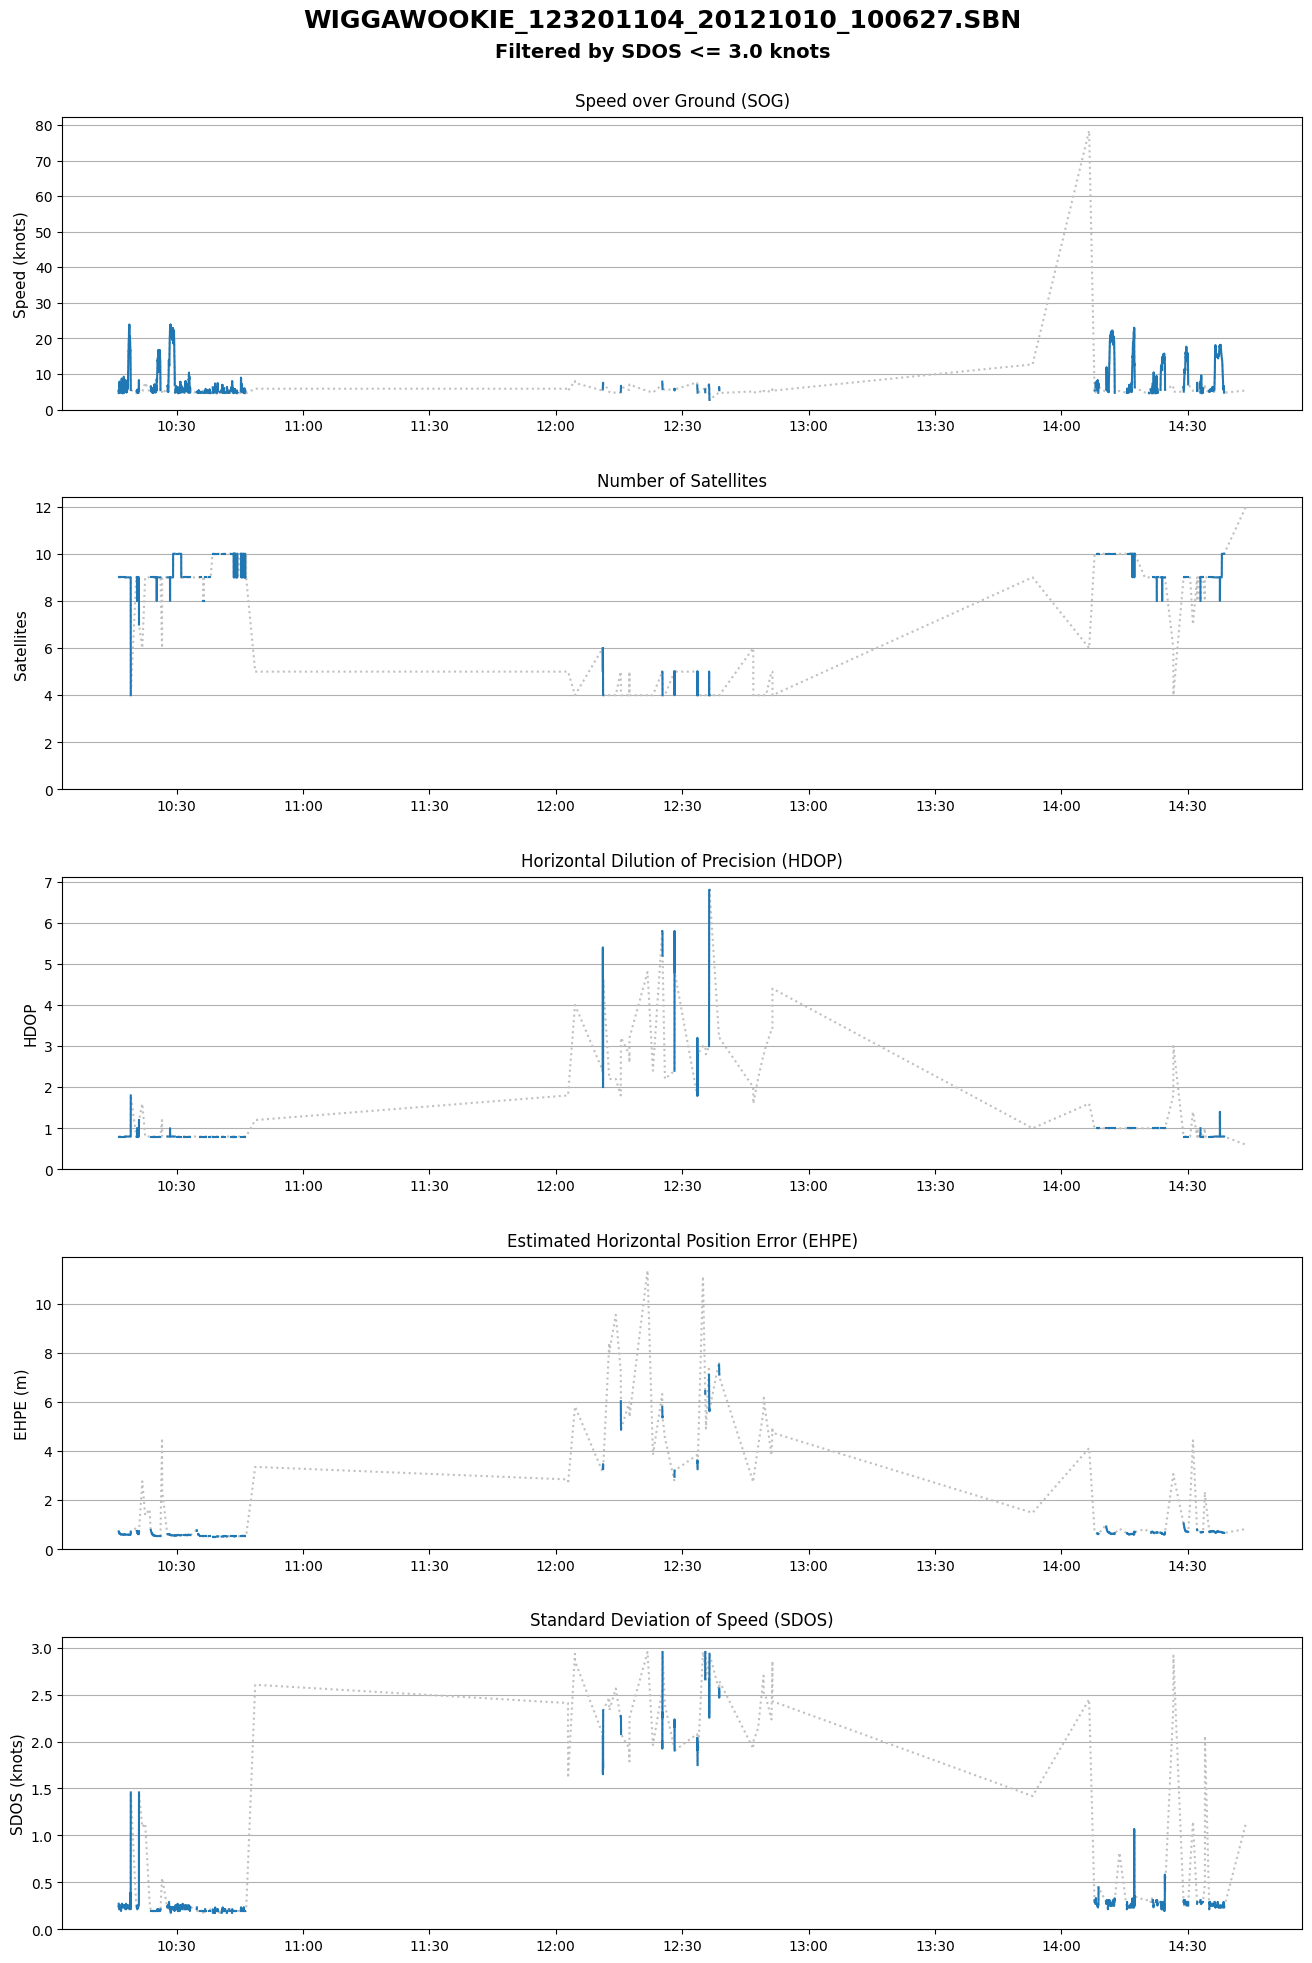 WIGGAWOOKIE_123201104_20121010_100627.SBN
Filtered by SDOS <= 3.0 knots
Speed over Ground (SOG)
Speed (knots)
80
70
60
50
40
30
20
10
0
10:30 11:00 11:30 12:00 12:30 13:00 13:30 14:00 14:30
Number of Satellites
Satellites
12
10
8
6
4
2
0
10:30 11:00 11:30 12:00 12:30 13:00 13:30 14:00 14:30
Horizontal Dilution of Precision (HDOP)
HDOP
7
6
5
4
3
2
1
0
10:30 11:00 11:30 12:00 12:30 13:00 13:30 14:00 14:30
Estimated Horizontal Position Error (EHPE)
EHPE (m)
10
8
6
4
2
0
10:30 11:00 11:30 12:00 12:30 13:00 13:30 14:00 14:30
Standard Deviation of Speed (SDOS)
SDOS (knots)
3.0
2.5
2.0
1.5
1.0
0.5
0.0
10:30 11:00 11:30 12:00 12:30 13:00 13:30 14:00 14:30